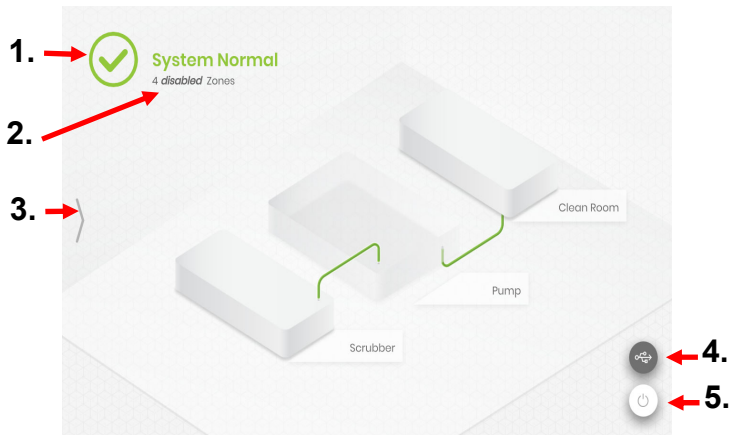 1.
System Normal
4 disabled Zones
2.
3.
Clean Room
Pump
Scrubber
4.
5.